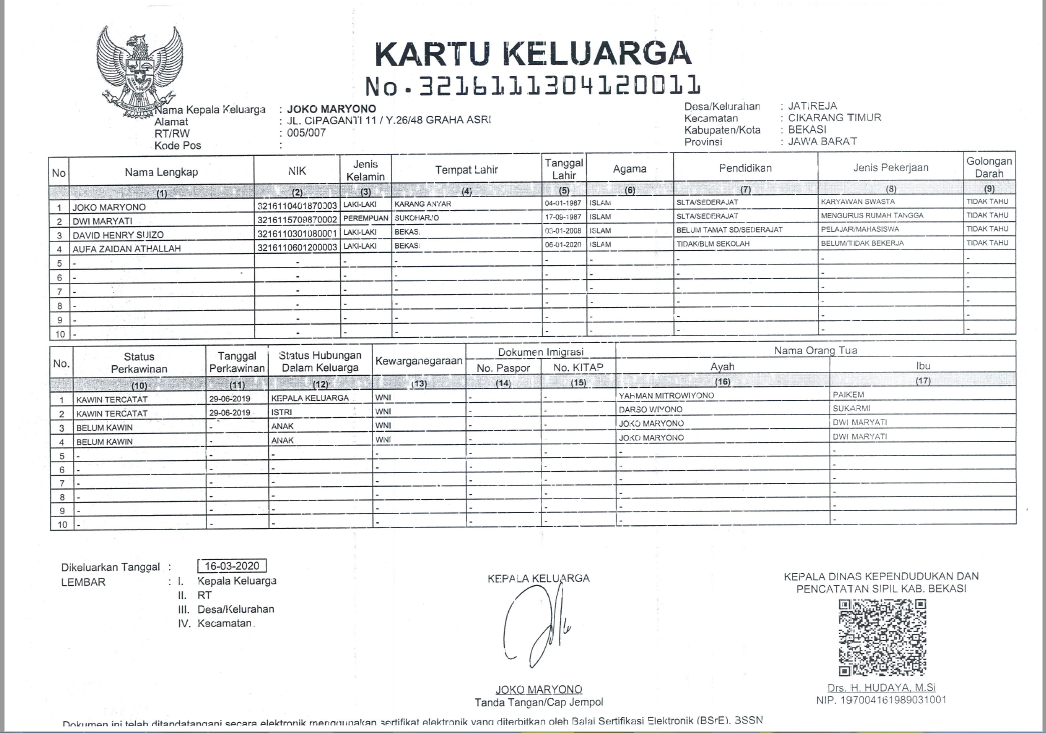 KARTU KELUARGA
No. 3216111304120011
Nama Kepala Keluarga : JOKO MARYONO
Alamat : JL. CIPAGANTI 11 / Y.26/48 GRAHA ASRI
RT/RW : 005/007
Kode Pos :
Desa/Kelurahan : JATIREJA
Kecamatan : CIKARANG TIMUR
Kabupaten/Kota : BEKASI
Provinsi : JAWA BARAT
No Nama Lengkap NIK Jenis Kelamin Tempat Lahir Tanggal Lahir Agama Pendidikan Jenis Pekerjaan Golongan Darah
(1) (2) (3) (4) (5) (6) (7) (8) (9)
1 JOKO MARYONO 3216110401870003 LAKI-LAKI KARANG ANYAR 04-01-1987 ISLAM SLTA/SEDERAJAT KARYAWAN SWASTA TIDAK TAHU
2 DWI MARYATI 3216115709870002 PEREMPUAN SUKOHARJO 17-09-1987 ISLAM SLTA/SEDERAJAT MENGURUS RUMAH TANGGA TIDAK TAHU
3 DAVID HENRY SUIZO 3216110301080001 LAKI-LAKI BEKASI 03-01-2008 ISLAM BELUM TAMAT SD/SEDERAJAT PELAJAR/MAHASISWA TIDAK TAHU
4 AUFA ZAIDAN ATHALLAH 3216110601200003 LAKI-LAKI BEKASI 06-01-2020 ISLAM TIDAK/BLM SEKOLAH BELUM/TIDAK BEKERJA TIDAK TAHU
5 - - - - - - - - -
6 - - - - - - - - -
7 - - - - - - - - -
8 - - - - - - - - -
9 - - - - - - - - -
10 - - - - - - - - -
No. Status Perkawinan Tanggal Perkawinan Status Hubungan Dalam Keluarga Kewarganegaraan Dokumen Imigrasi Nama Orang Tua
No. Paspor No. KITAP Ayah Ibu
(10) (11) (12) (13) (14) (15) (16) (17)
1 KAWIN TERCATAT 29-06-2019 KEPALA KELUARGA WNI - - YAHMAN MITROWIYONO PAIKEM
2 KAWIN TERCATAT 29-06-2019 ISTRI WNI - - DARSO WIYONO SUKARMI
3 BELUM KAWIN - ANAK WNI - - JOKO MARYONO DWI MARYATI
4 BELUM KAWIN - ANAK WNI - - JOKO MARYONO DWI MARYATI
5 - - - - - - - -
6 - - - - - - - -
7 - - - - - - - -
8 - - - - - - - -
9 - - - - - - - -
10 - - - - - - - -
Dikeluarkan Tanggal : 16-03-2020
LEMBAR : I. Kepala Keluarga
II. RT
III. Desa/Kelurahan
IV. Kecamatan
KEPALA KELUARGA
JOKO MARYONO
Tanda Tangan/Cap Jempol
KEPALA DINAS KEPENDUDUKAN DAN
PENCATATAN SIPIL KAB. BEKASI
Drs. H. HUDAYA, M.Si
NIP. 197004161989031001
Dokumen ini telah ditandatangani secara elektronik menggunakan sertifikat elektronik yang diterbitkan oleh Balai Sertifikasi Elektronik (BSrE), BSSN